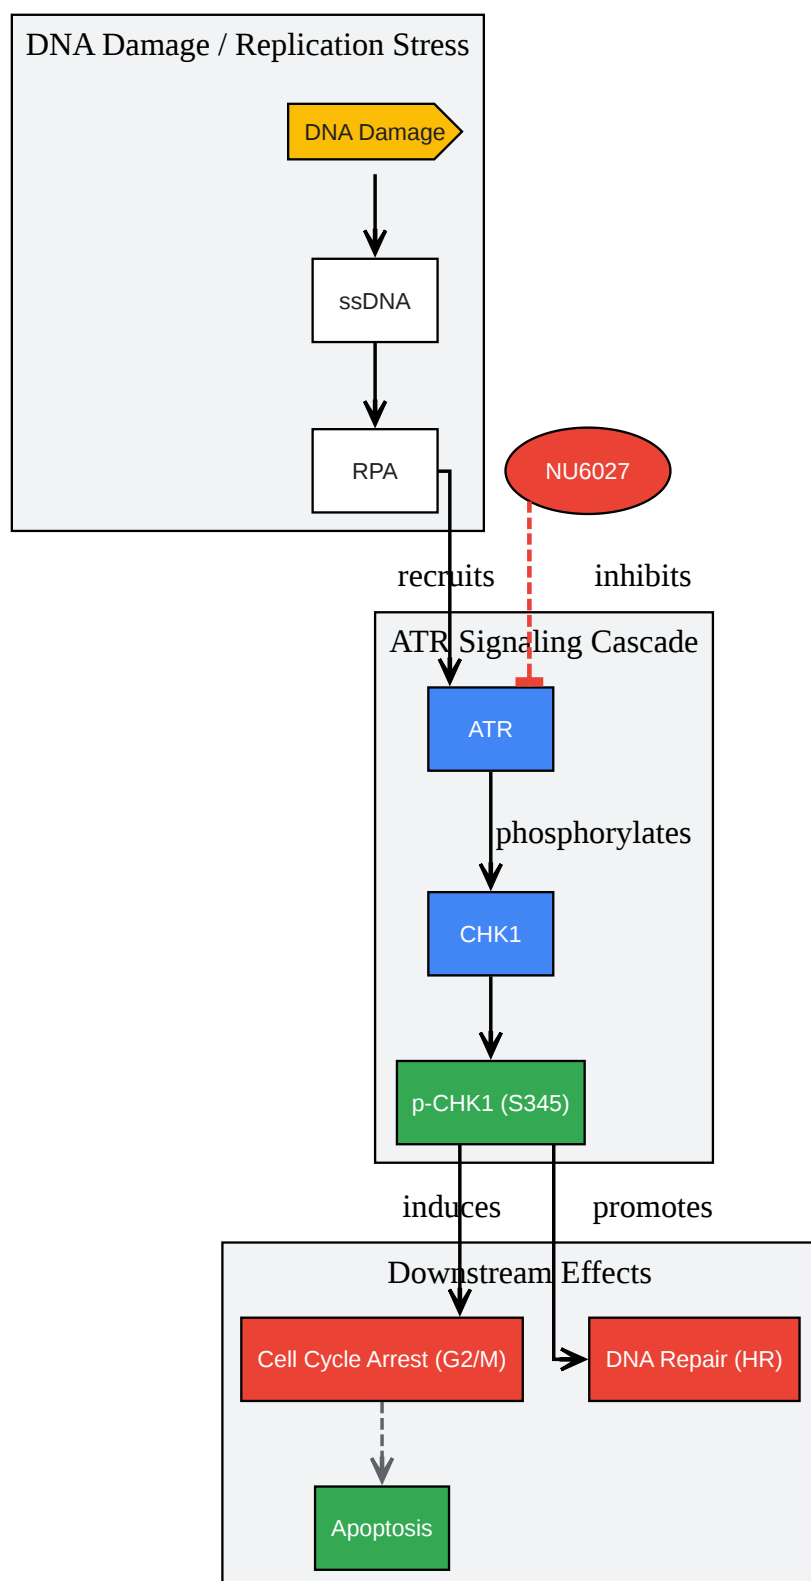 DNA Damage / Replication Stress
DNA Damage
ssDNA
RPA
NU6027
recruits
inhibits
ATR Signaling Cascade
ATR
phosphorylates
CHK1
p-CHK1 (S345)
induces
promotes
Downstream Effects
Cell Cycle Arrest (G2/M)
DNA Repair (HR)
Apoptosis